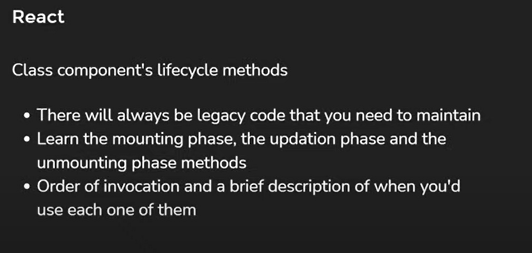 React
Class component's lifecycle methods
• There will always be legacy code that you need to maintain
• Learn the mounting phase, the updation phase and the
unmounting phase methods
• Order of invocation and a brief description of when you'd
use each one of them